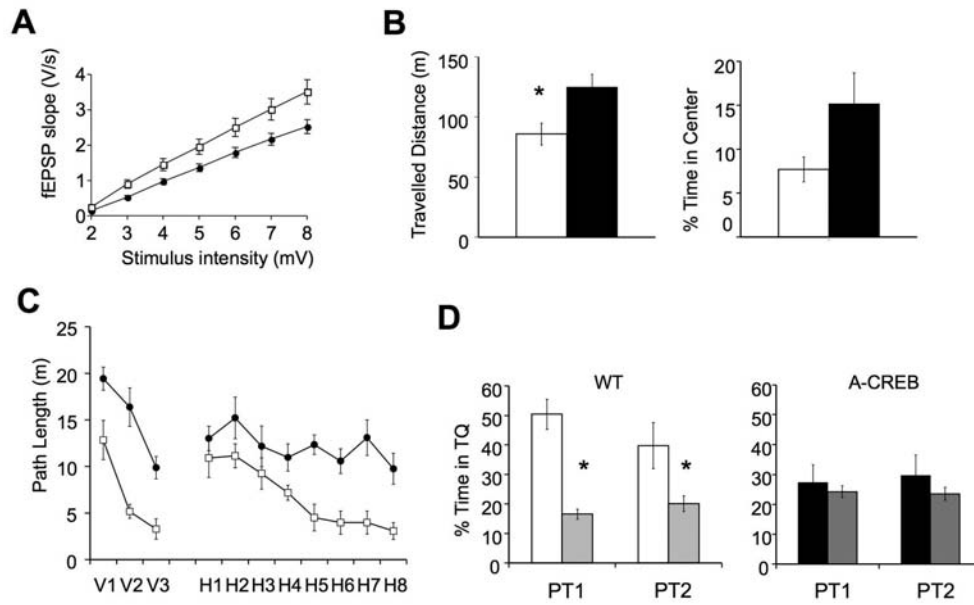 A
fEPSP slope (V/s)
4
3
2
1
0
2 3 4 5 6 7 8
Stimulus intensity (mV)
B
Travelled Distance (m)
150
100
50
0
*
% Time in Center
20
15
10
5
0
C
Path Length (m)
25
20
15
10
5
0
V1 V2 V3 H1 H2 H3 H4 H5 H6 H7 H8
D
% Time in TQ
60
50
40
30
20
10
0
WT
* *
PT1 PT2
60
50
40
30
20
10
0
A-CREB
PT1 PT2